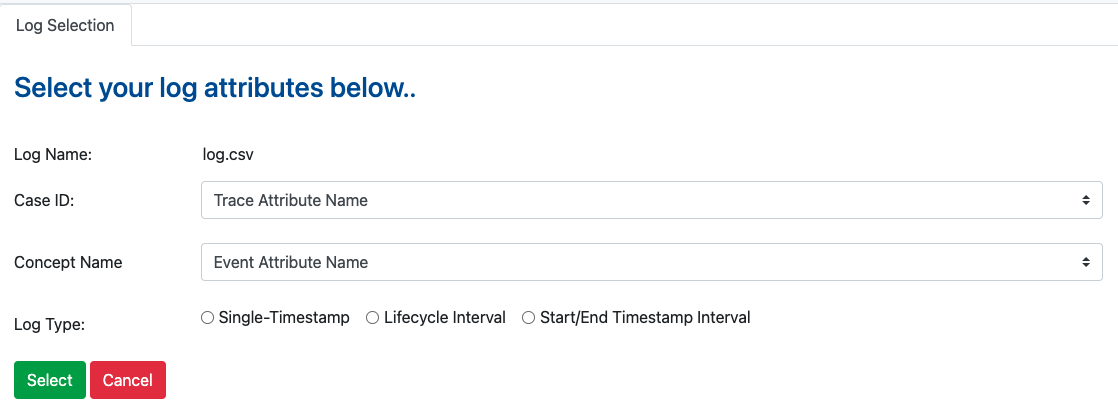 Log Selection
Select your log attributes below..
Log Name: log.csv
Case ID: Trace Attribute Name
Concept Name Event Attribute Name
Log Type: Single-Timestamp Lifecycle Interval Start/End Timestamp Interval
Select Cancel